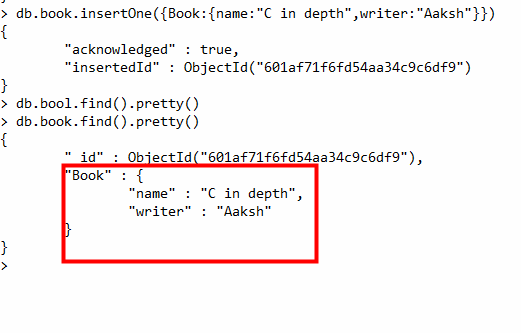 > db.book.insertOne({Book:{name:"C in depth",writer:"Aaksh"}})
{
"acknowledged" : true,
"insertedId" : ObjectId("601af71f6fd54aa34c9c6df9")
}
> db.bool.find().pretty()
> db.book.find().pretty()
{
"_id" : ObjectId("601af71f6fd54aa34c9c6df9"),
"Book" : {
"name" : "C in depth",
"writer" : "Aaksh"
}
}
>